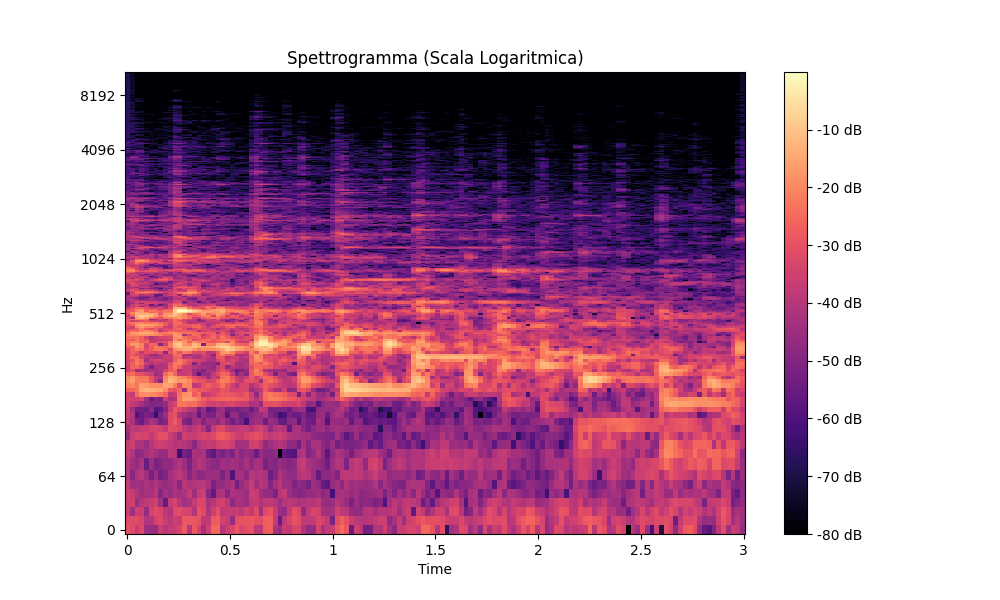 Spettrogramma (Scala Logaritmica)
8192
4096
2048
1024
512
256
128
64
0
Hz
0
0.5
1
1.5
2
2.5
3
Time
-10 dB
-20 dB
-30 dB
-40 dB
-50 dB
-60 dB
-70 dB
-80 dB